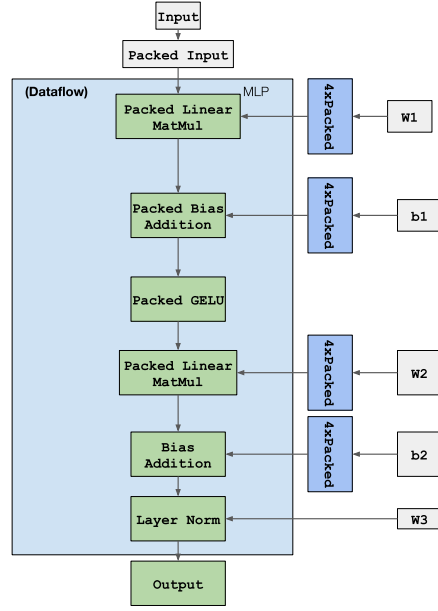 Input
Packed Input
(Dataflow)
MLP
Packed Linear
MatMul
4xPacked
W1
Packed Bias
Addition
4xPacked
b1
Packed GELU
Packed Linear
MatMul
4xPacked
W2
Bias
Addition
4xPacked
b2
Layer Norm
W3
Output